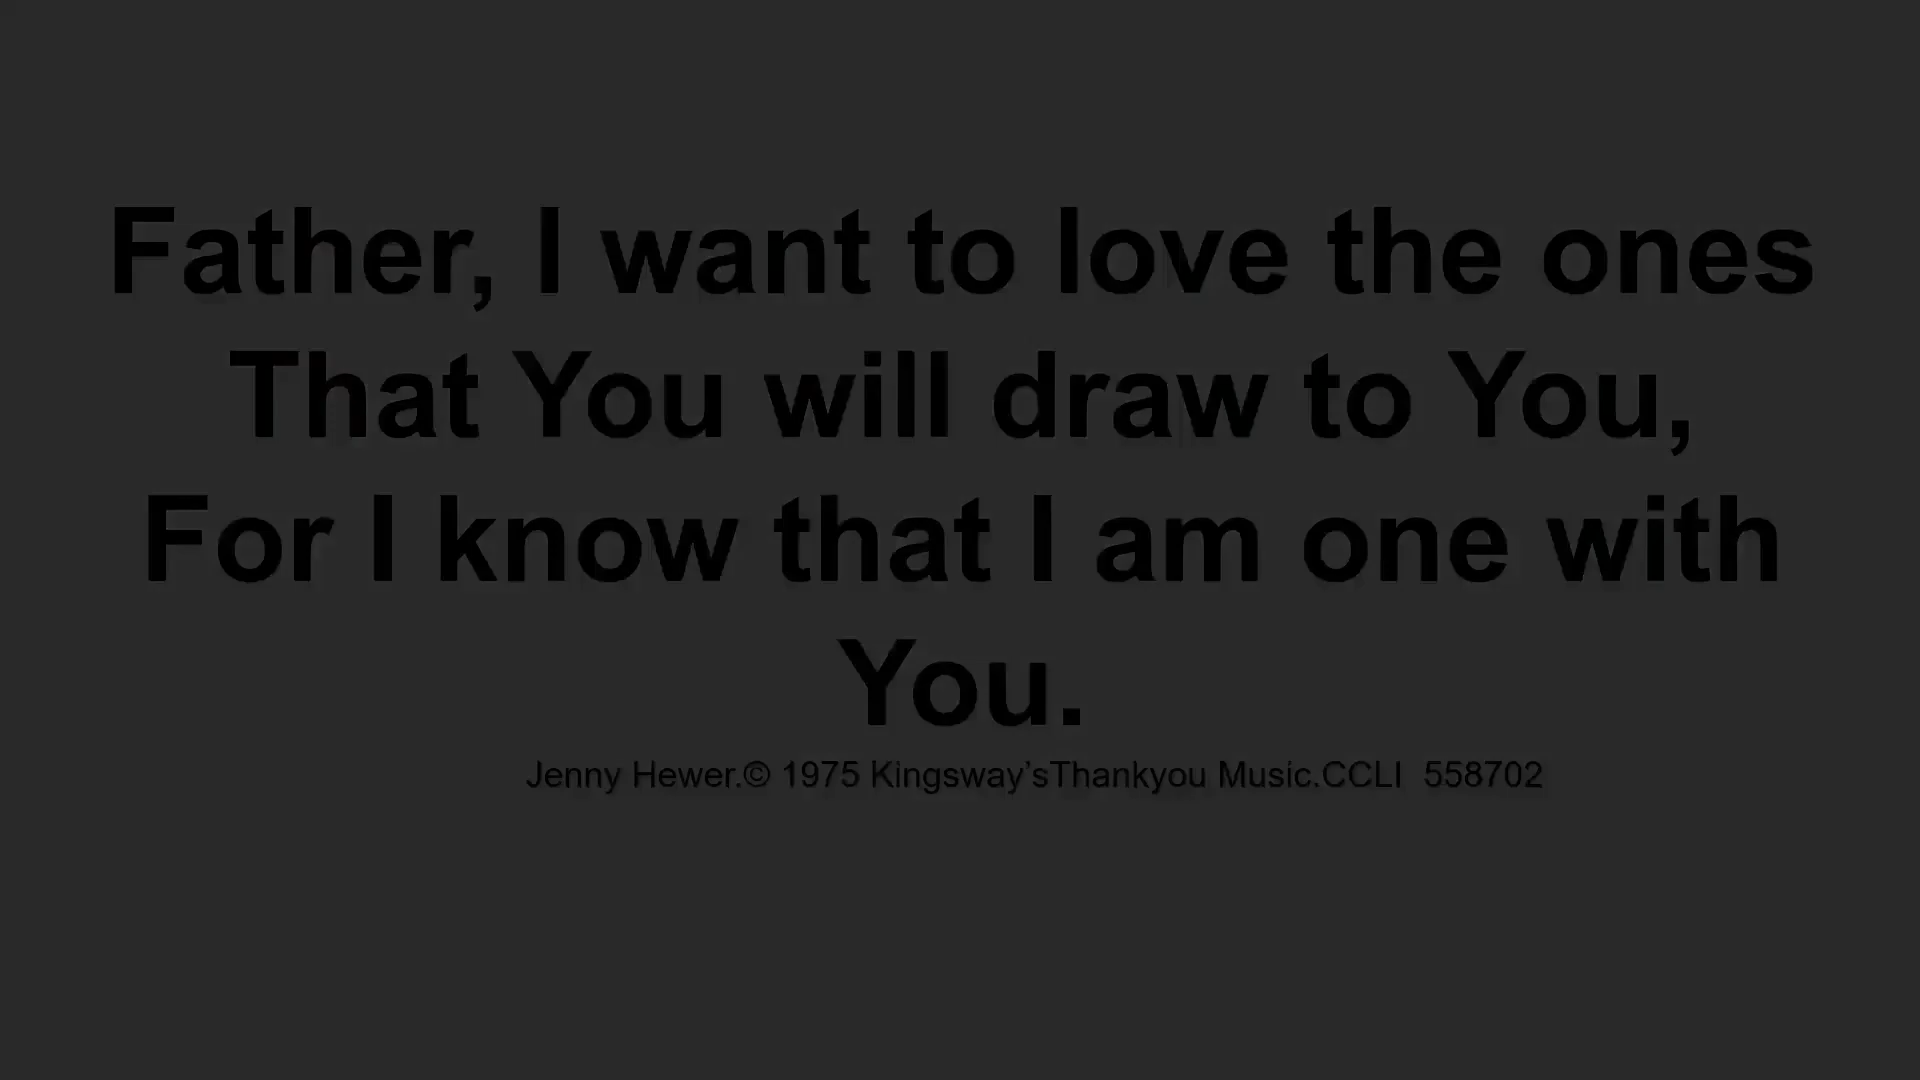 Father, I want to love the ones
That You will draw to You,
For I know that I am one with
You.
Jenny Hewer.© 1975 Kingsway’sThankyou Music.CCLI  558702